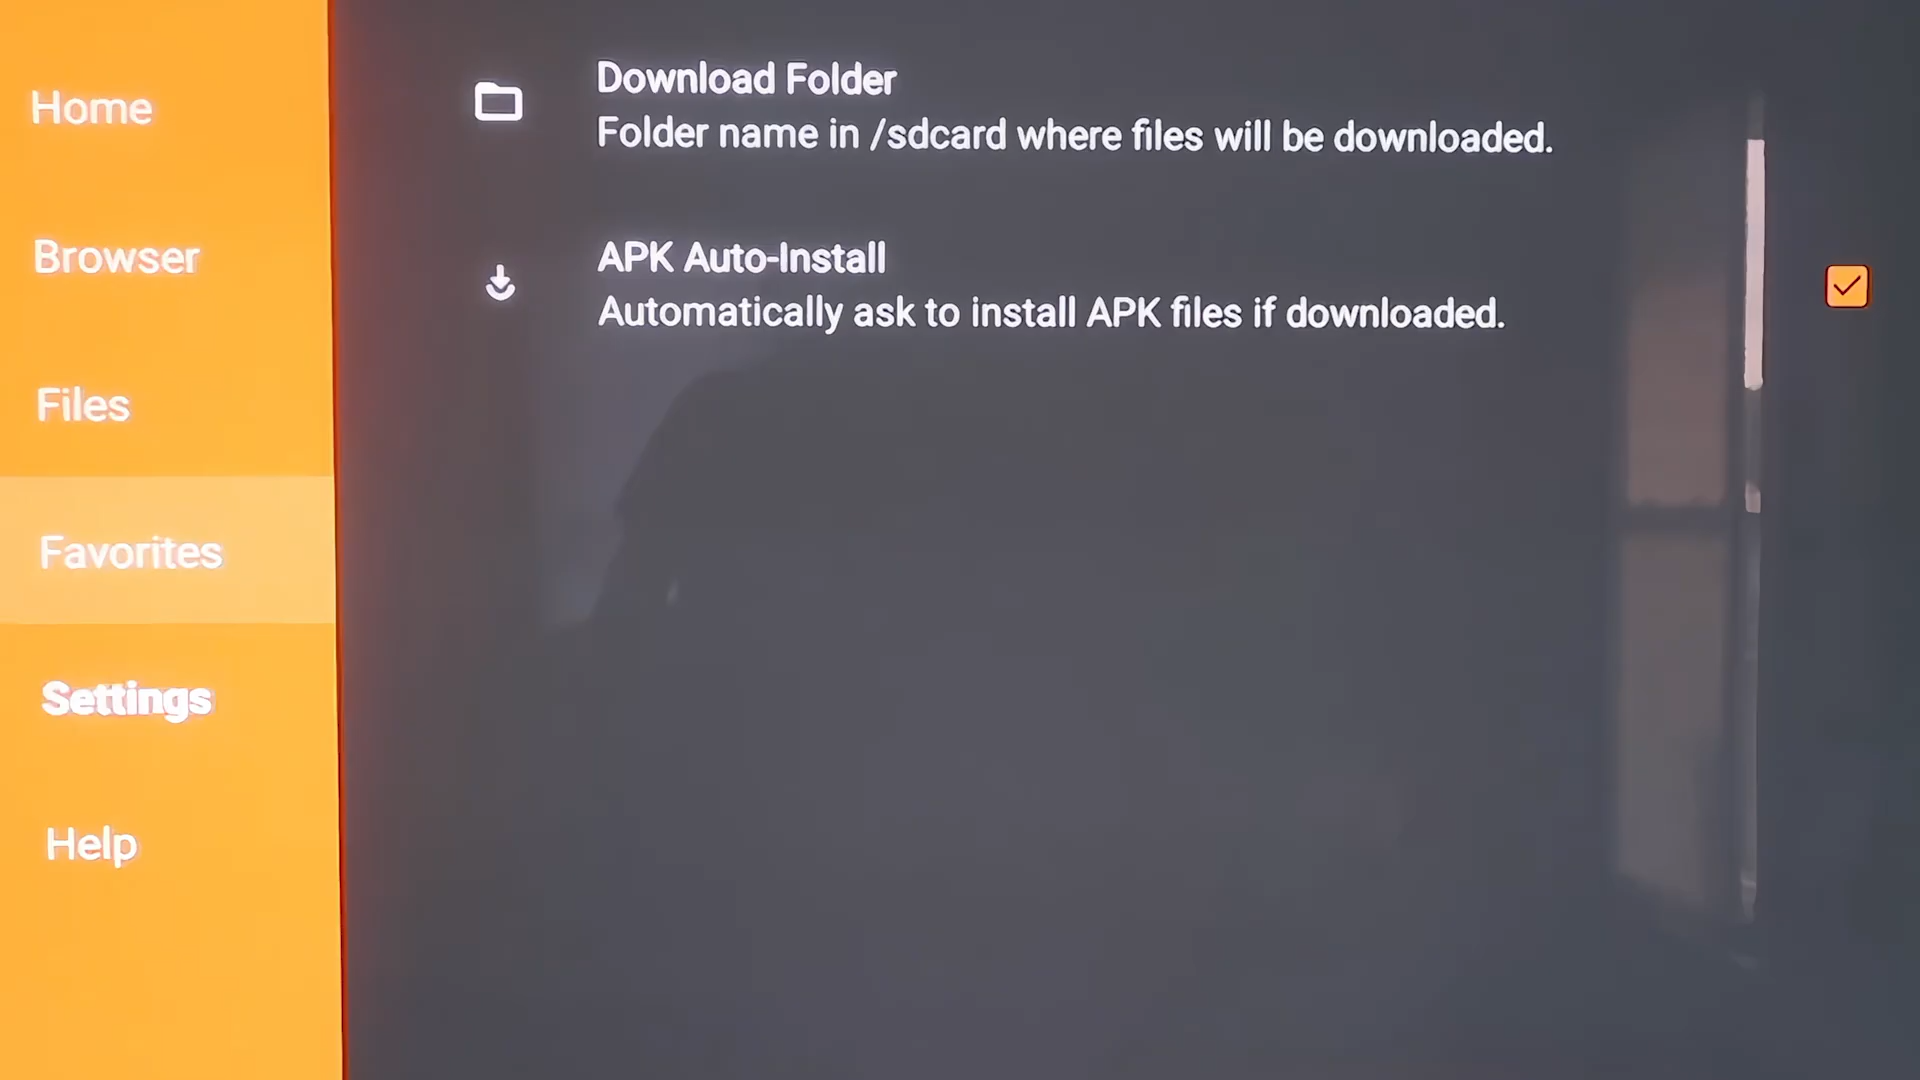 Home
Browser
Files
Favorites
Settings
Help
Download Folder
Folder name in /sdcard where files will be downloaded.
APK Auto-Install
Automatically ask to install APK files if downloaded.